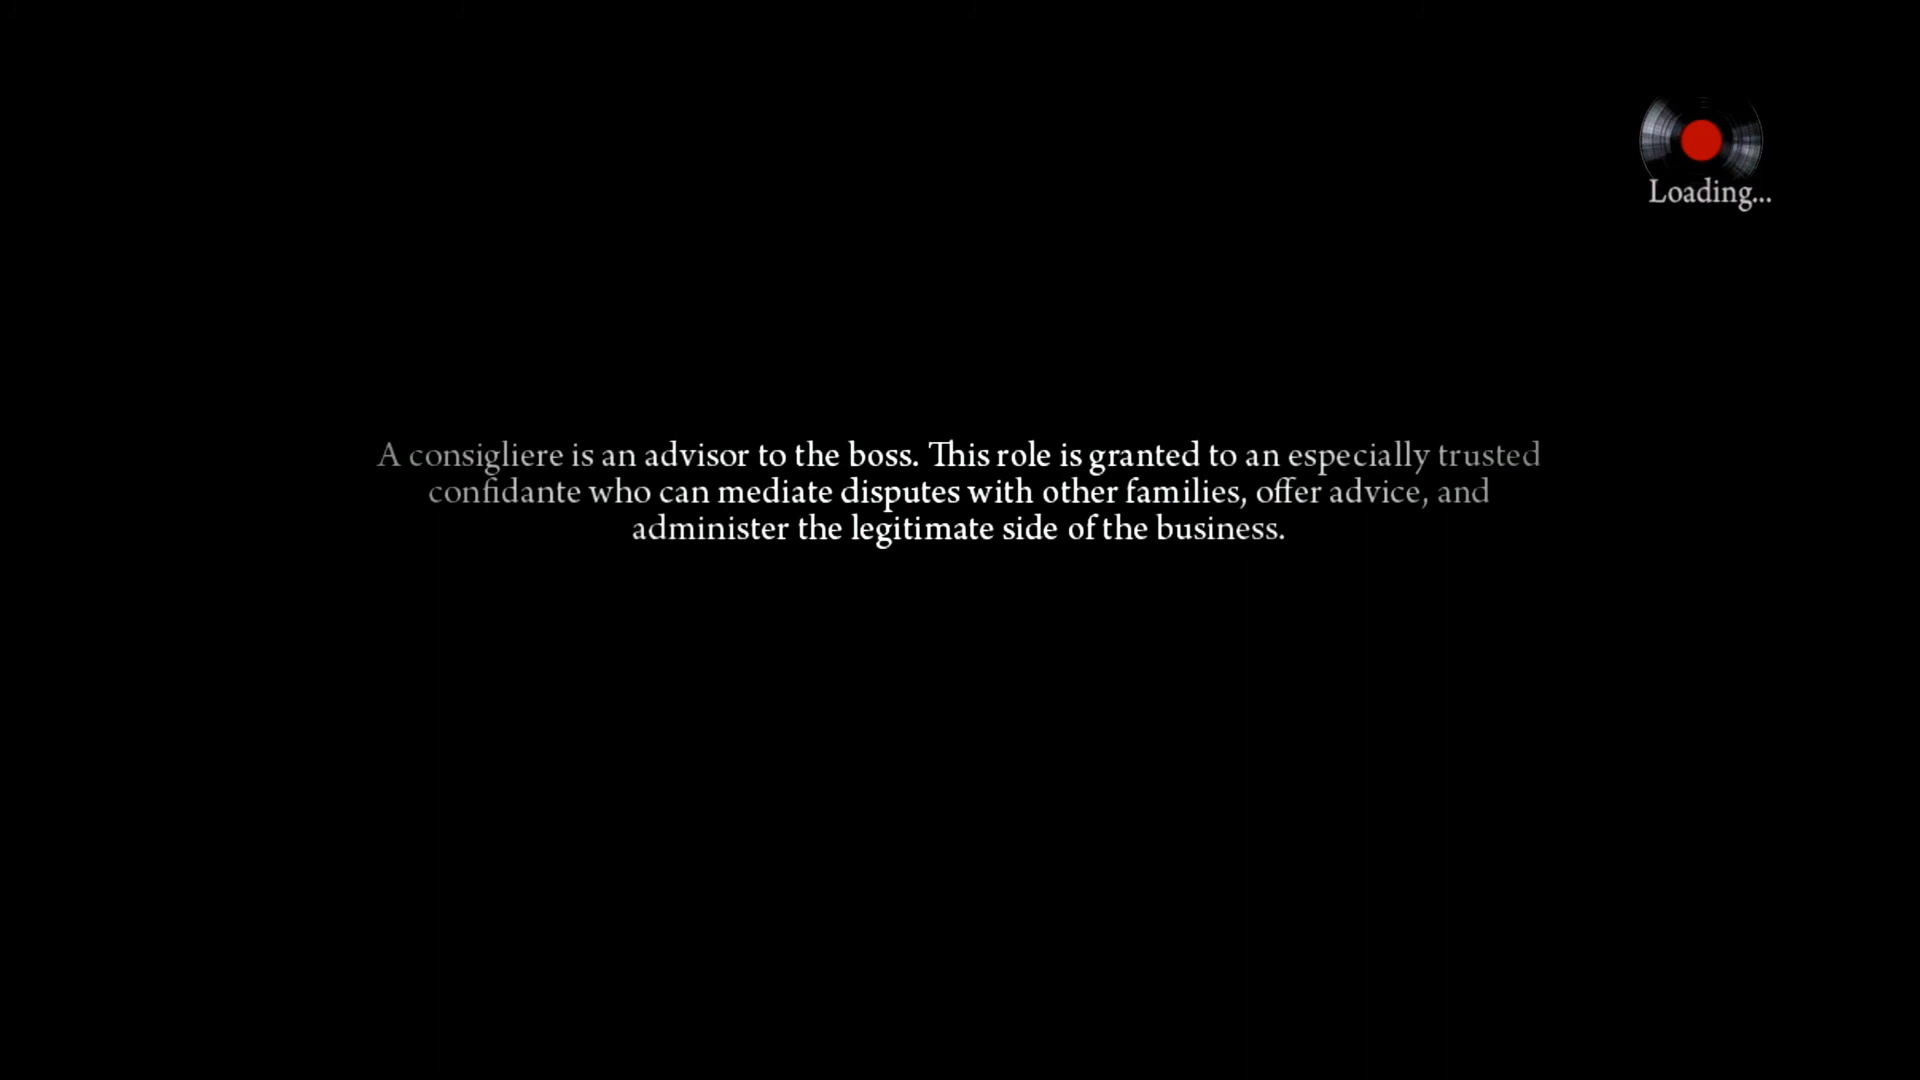 Loading...
A consigliere is an advisor to the boss. This role is granted to an especially trusted
confidante who can mediate disputes with other families, offer advice, and
administer the legitimate side of the business.